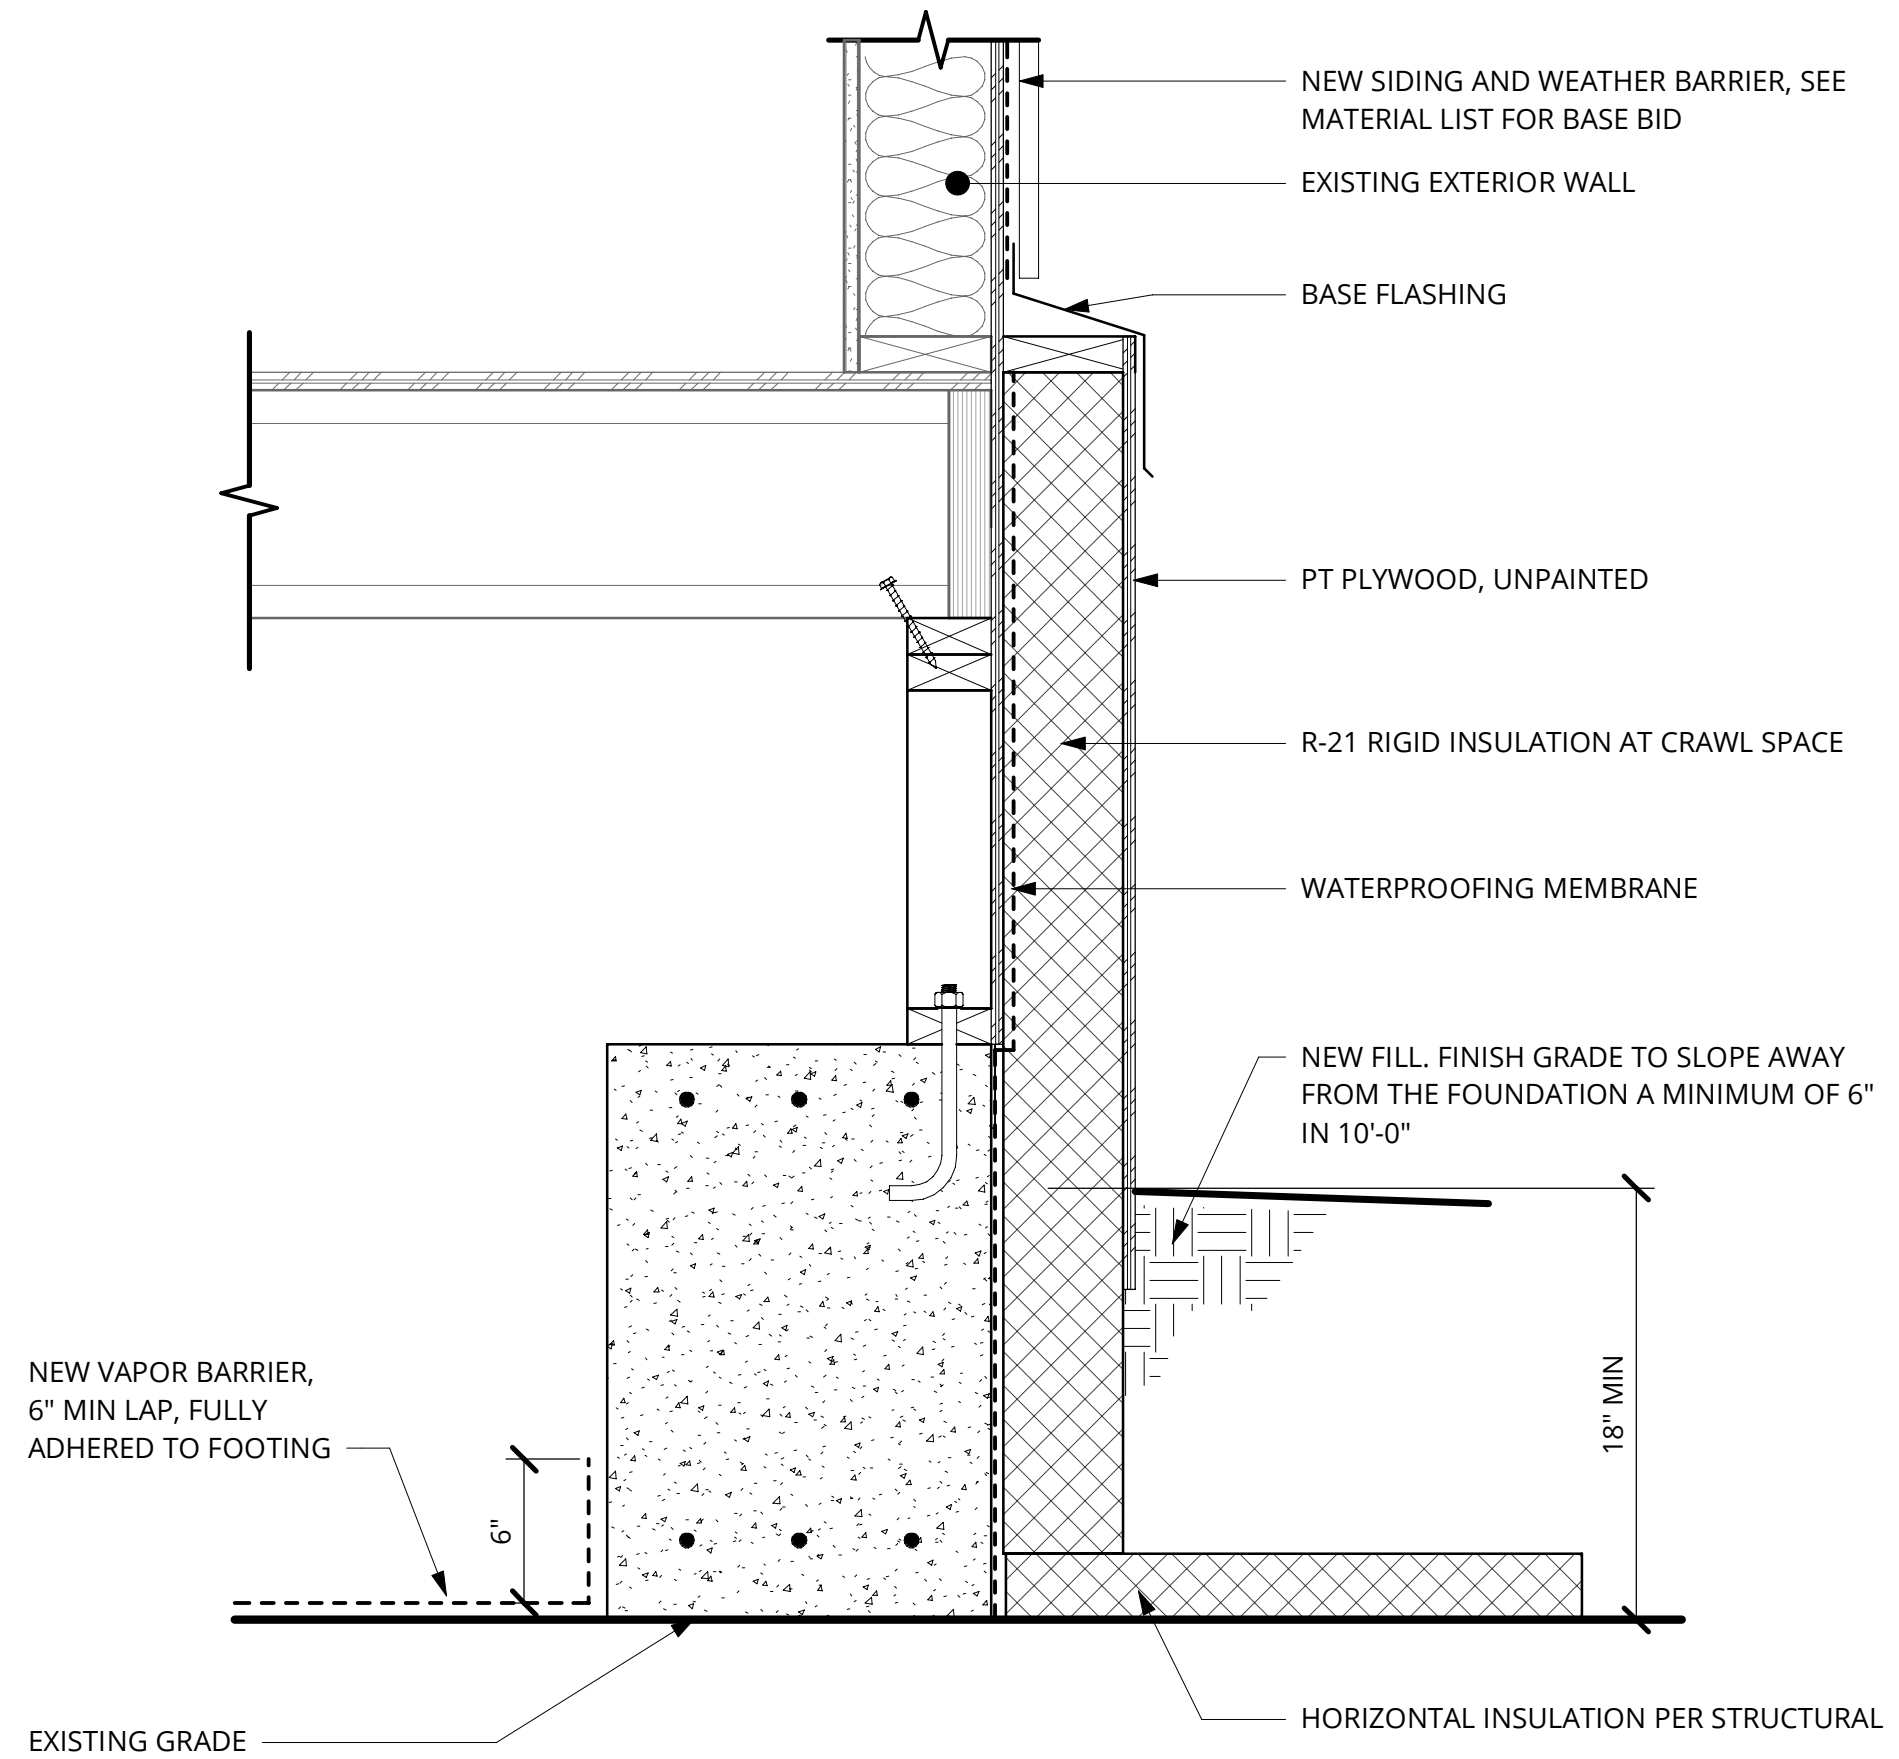 NEW SIDING AND WEATHER BARRIER, SEE
MATERIAL LIST FOR BASE BID
EXISTING EXTERIOR WALL
BASE FLASHING
PT PLYWOOD, UNPAINTED
R-21 RIGID INSULATION AT CRAWL SPACE
WATERPROOFING MEMBRANE
NEW FILL. FINISH GRADE TO SLOPE AWAY
FROM THE FOUNDATION A MINIMUM OF 6"
IN 10'-0"
18" MIN
NEW VAPOR BARRIER,
6" MIN LAP, FULLY
ADHERED TO FOOTING
6"
HORIZONTAL INSULATION PER STRUCTURAL
EXISTING GRADE